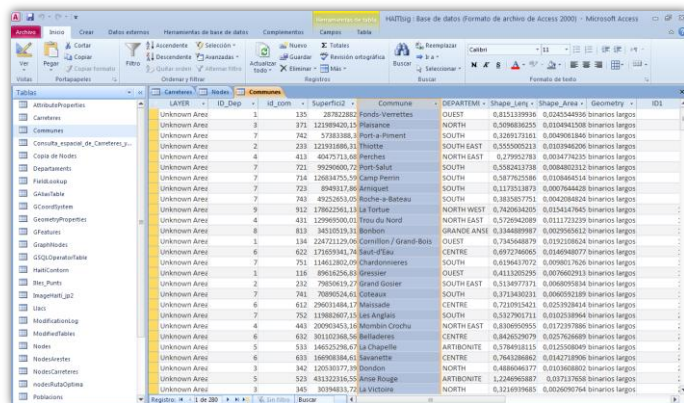 Herramientas de tabla
HAITIbig : Base de datos (Formato de archivo de Access 2000) - Microsoft Access
Archivo Inicio Crear Datos externos Herramientas de base de datos Complementos Campos Tabla
Ver Pegar Cortar Copiar Copiar formato
Filtro Ascendente Descendente Quitar orden Selección Avanzadas Alternar filtro
Actualizar todo Nuevo Guardar Eliminar Totales Revisión ortográfica Más
Buscar Reemplazar Ir a Seleccionar
Calibri 11
N K S
Vistas Portapapeles Ordenar y filtrar Registros Buscar Formato de texto
Tablas
AttributeProperties
Carreteres
Communes
Consulta_espacial_de_Carreteres_y...
Copia de Nodes
Departaments
FieldLookup
GAliasTable
GCoordSystem
GeometryProperties
GFeatures
GraphNodes
GSQLOperatorTable
HaitiContorn
Illes_Punts
ImageHaiti_jp2
Llacs
ModificationLog
ModifiedTables
Nodes
NodesArestes
NodesCarreteres
nodesRutaOptima
Poblacions
Carreteres Nodes Communes
LAYER ID_Dep id_com Superfici2 Commune DEPARTEME Shape_Leng Shape_Area Geometry ID1
Unknown Area 1 135 287822882 Fonds-Verrettes OUEST 0,8151339936 0,0245544936 binarios largos
Unknown Area 3 371 121989420,15 Plaisance NORTH 0,5096836255 0,0104941508 binarios largos
Unknown Area 7 742 57383388,3 Port-a-Piment SOUTH 0,3269173161 0,0049081846 binarios largos
Unknown Area 2 233 121931686,31 Thiotte SOUTH EAST 0,5555005213 0,0103946206 binarios largos
Unknown Area 4 413 40475713,68 Perches NORTH EAST 0,279952783 0,0034774235 binarios largos
Unknown Area 7 721 99290600,72 Port-Salut SOUTH 0,5582413738 0,0084802312 binarios largos
Unknown Area 7 714 126834755,59 Camp Perrin SOUTH 0,5877625586 0,0108464514 binarios largos
Unknown Area 7 723 8949317,86 Arniquet SOUTH 0,1173513873 0,0007644428 binarios largos
Unknown Area 7 743 49252653,05 Roche-a-Bateau SOUTH 0,3835857751 0,0042084824 binarios largos
Unknown Area 9 912 178622561,13 La Tortue NORTH WEST 0,7420634205 0,0154147645 binarios largos
Unknown Area 4 431 129969500,01 Trou du Nord NORTH EAST 0,5726942089 0,0111723239 binarios largos
Unknown Area 8 813 34510519,31 Bonbon GRANDE ANSE 0,3344889987 0,0029565612 binarios largos
Unknown Area 1 134 224721129,06 Cornillon / Grand-Bois OUEST 0,7345648879 0,0192108624 binarios largos
Unknown Area 6 622 171659341,74 Saut-d'Eau CENTRE 0,6972746065 0,0146948077 binarios largos
Unknown Area 7 751 114612802,09 Chardonnieres SOUTH 0,6196437072 0,0098017626 binarios largos
Unknown Area 1 116 89616256,83 Gressier OUEST 0,4113205295 0,0076602913 binarios largos
Unknown Area 2 232 79850619,27 Grand Gosier SOUTH EAST 0,5134977371 0,0068095834 binarios largos
Unknown Area 7 741 70890524,61 Coteaux SOUTH 0,3713430231 0,0060592189 binarios largos
Unknown Area 6 612 296031484,17 Maissade CENTRE 0,7210915421 0,0253928414 binarios largos
Unknown Area 7 752 119882607,15 Les Anglais SOUTH 0,5327901711 0,0102538964 binarios largos
Unknown Area 4 443 200903453,16 Mombin Crochu NORTH EAST 0,8306950955 0,0172397886 binarios largos
Unknown Area 6 632 301102368,56 Belladeres CENTRE 0,8426529079 0,0257626689 binarios largos
Unknown Area 5 533 146525298,67 La Chapelle ARTIBONITE 0,5784918115 0,0125508049 binarios largos
Unknown Area 6 633 166908384,61 Savanette CENTRE 0,7643286862 0,0142718906 binarios largos
Unknown Area 3 342 120530377,39 Dondon NORTH 0,4886046377 0,0103608802 binarios largos
Unknown Area 5 523 431322316,55 Anse Rouge ARTIBONITE 1,2246965887 0,037137658 binarios largos
Unknown Area 3 345 30394833,72 La Victoire NORTH 0,3216939685 0,0026090764 binarios largos
Registro: 1 de 280 Sin filtro Buscar